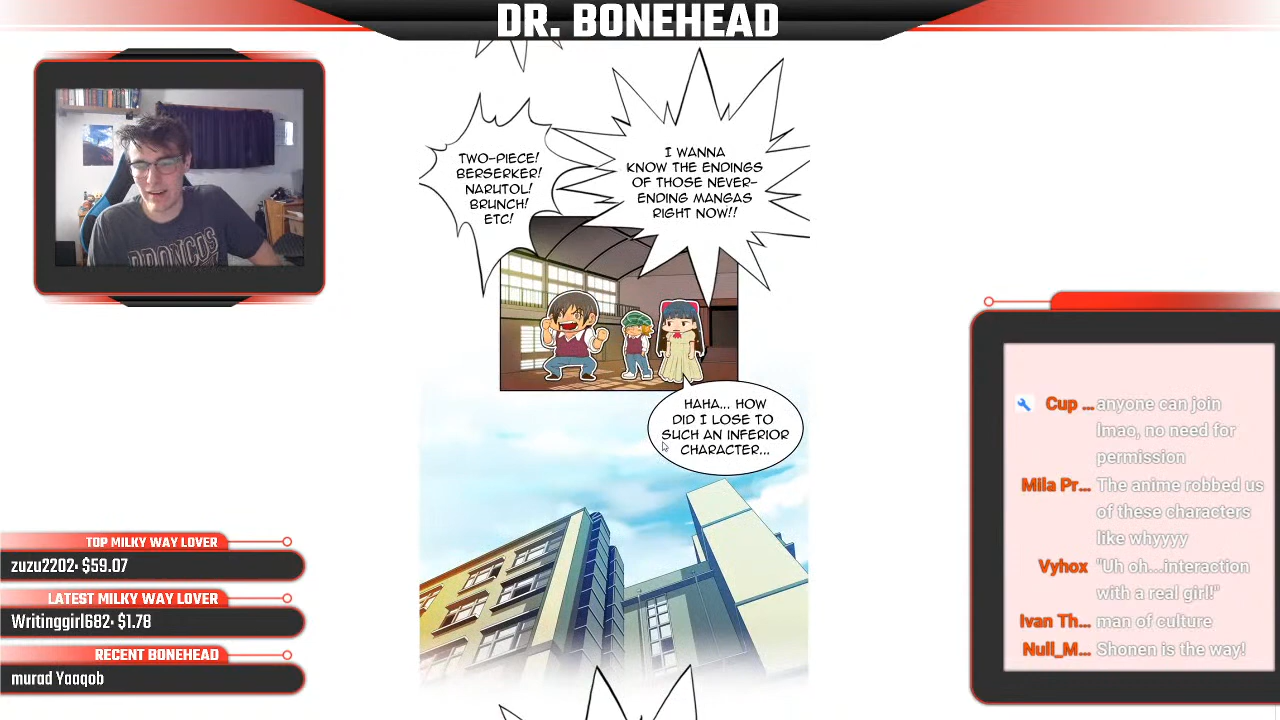 DR. BONEHEAD
TWO-PIECE!
BERSERKER!
NARUTOL!
BRUNCH!
ETC!
I WANNA
KNOW THE ENDINGS
OF THOSE NEVER-
ENDING MANGAS
RIGHT NOW!!
HAHA... HOW
DID I LOSE TO
SUCH AN INFERIOR
CHARACTER...
BRONCOS
TOP MILKY WAY LOVER
zuzu2202• $59.07
LATEST MILKY WAY LOVER
Writinggirl682• $1.78
RECENT BONEHEAD
murad Yaaqob
Cup ... anyone can join
lmao, no need for
permission
Mila Pr... The anime robbed us
of these characters
like whyyyy
Vyhox "Uh oh...interaction
with a real girl!"
Ivan Th... man of culture
Null_M... Shonen is the way!